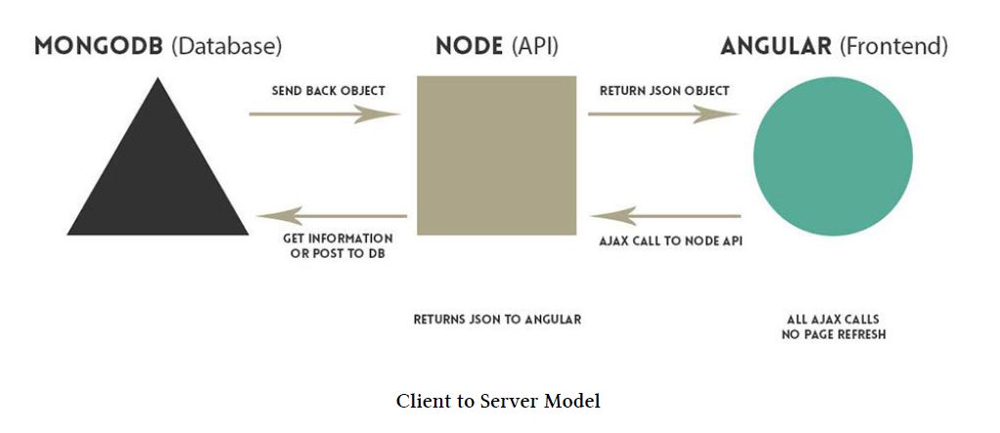 MONGODB (Database)
NODE (API)
ANGULAR (Frontend)
SEND BACK OBJECT
RETURN JSON OBJECT
GET INFORMATION
OR POST TO DB
AJAX CALL TO NODE API
RETURNS JSON TO ANGULAR
ALL AJAX CALLS
NO PAGE REFRESH
Client to Server Model